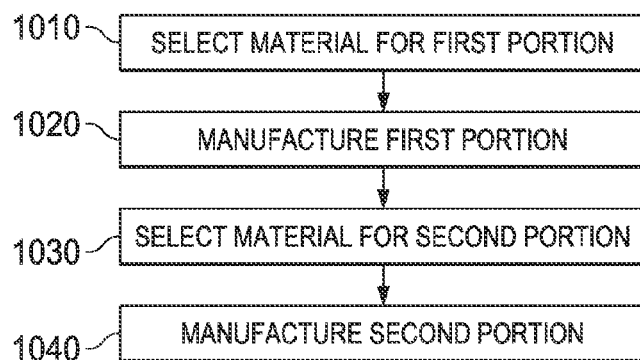 1010 SELECT MATERIAL FOR FIRST PORTION
1020 MANUFACTURE FIRST PORTION
1030 SELECT MATERIAL FOR SECOND PORTION
1040 MANUFACTURE SECOND PORTION